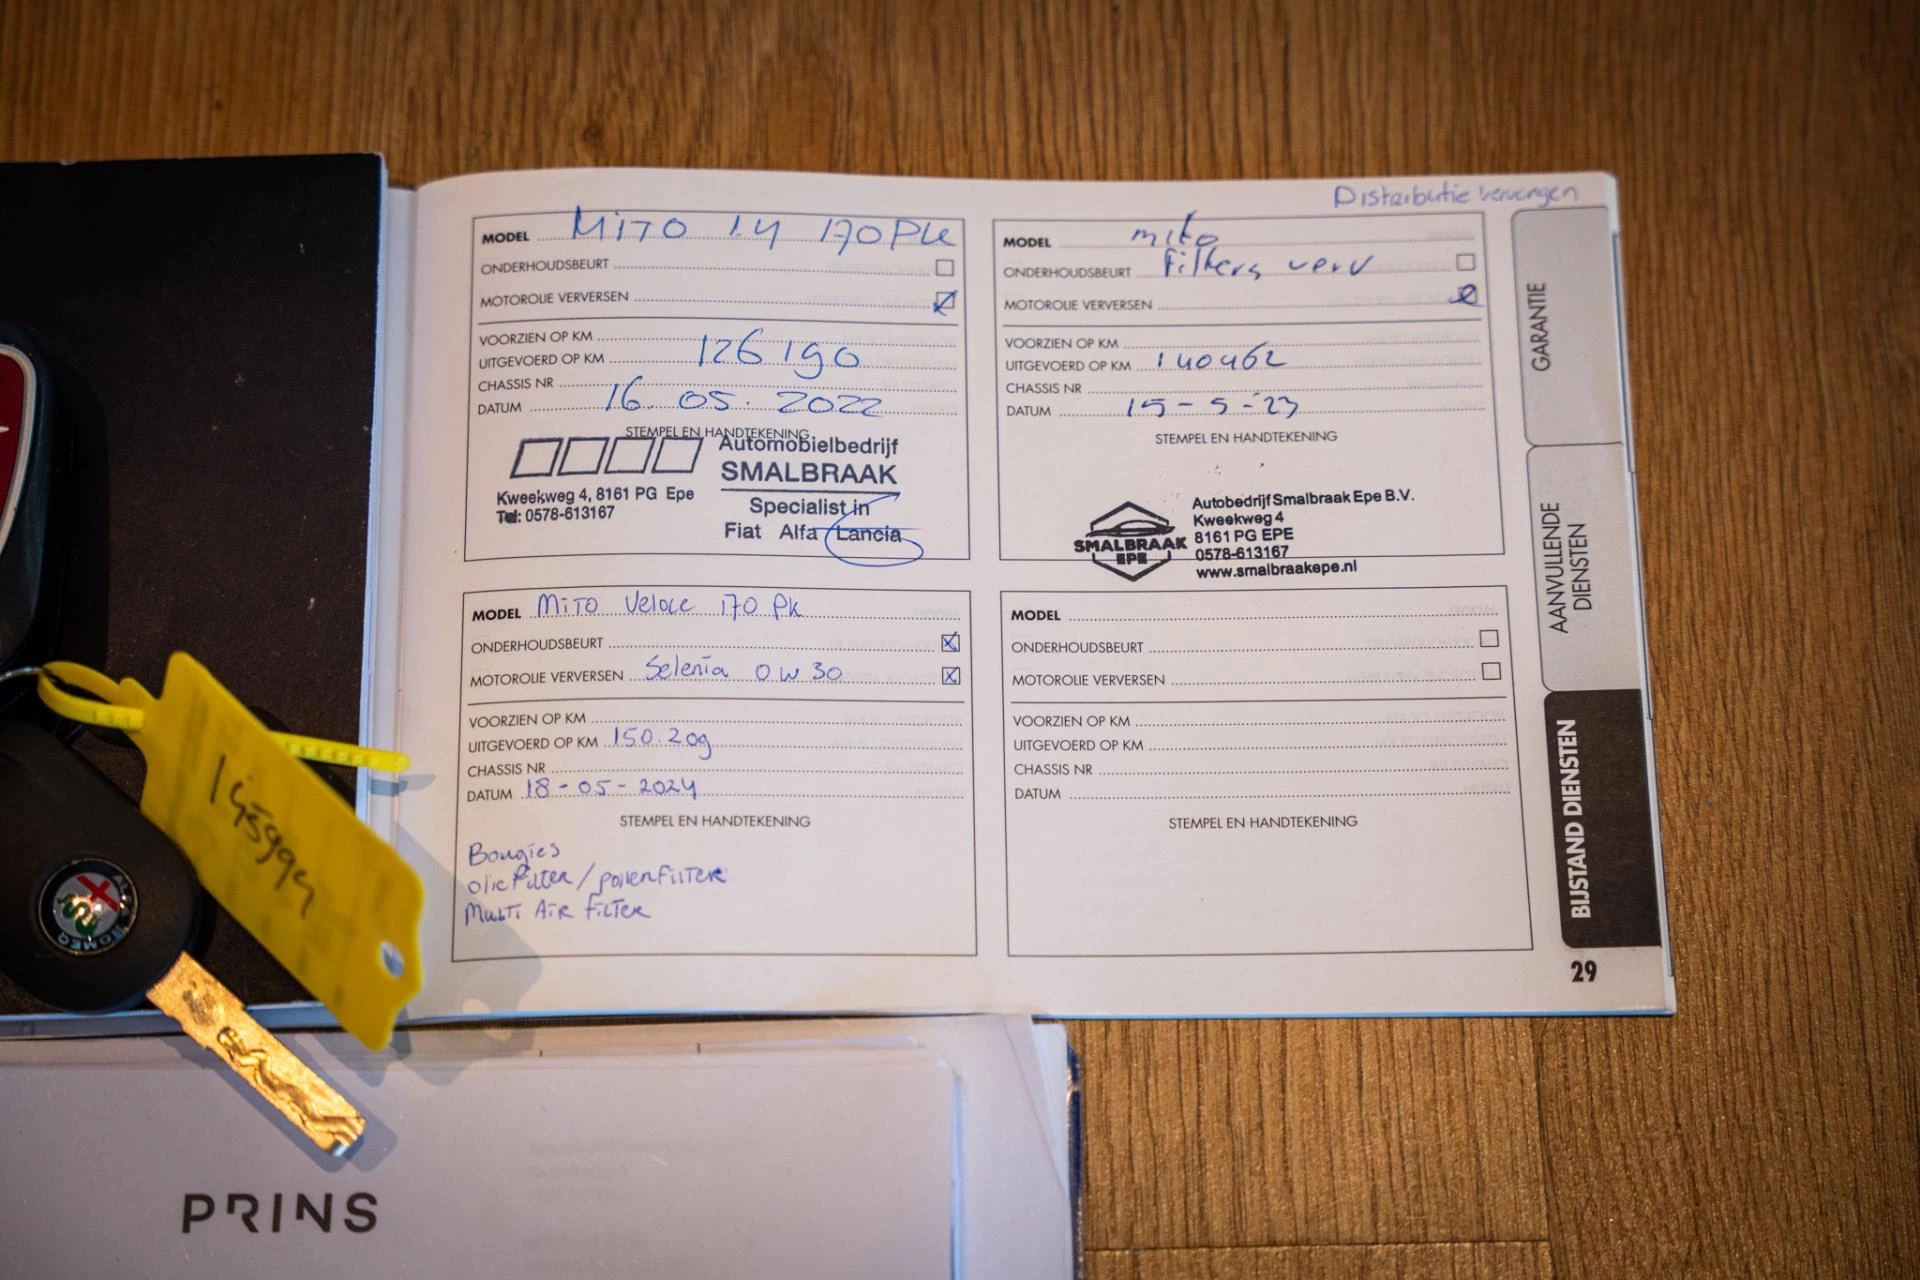 Distributie vervangen
MODEL MiTO 1.4 170PK
ONDERHOUDSBEURT
MOTOROLIE VERVERSEN
VOORZIEN OP KM
UITGEVOERD OP KM 126190
CHASSIS NR
DATUM 16.05.2022
STEMPEL EN HANDTEKENING
Automobielbedrijf
SMALBRAAK
Kweekweg 4, 8161 PG Epe
Tel: 0578-613167
Specialist in
Fiat Alfa Lancia
MODEL mito
ONDERHOUDSBEURT Filters verv
MOTOROLIE VERVERSEN
VOORZIEN OP KM
UITGEVOERD OP KM 140462
CHASSIS NR
DATUM 15-5-'23
STEMPEL EN HANDTEKENING
SMALBRAAK
EPE
Autobedrijf Smalbraak Epe B.V.
Kweekweg 4
8161 PG EPE
0578-613167
www.smalbraakepe.nl
MODEL MiTO Veloce 170 PK
ONDERHOUDSBEURT
MOTOROLIE VERVERSEN Selenia 0W30
VOORZIEN OP KM
UITGEVOERD OP KM 150.209
CHASSIS NR
DATUM 18-05-2024
STEMPEL EN HANDTEKENING
Bougies
olie Filter / pollenFilter
Multi Air Filter
MODEL
ONDERHOUDSBEURT
MOTOROLIE VERVERSEN
VOORZIEN OP KM
UITGEVOERD OP KM
CHASSIS NR
DATUM
STEMPEL EN HANDTEKENING
GARANTIE
AANVULLENDE
DIENSTEN
BIJSTAND DIENSTEN
29
ALFA ROMEO
PRINS